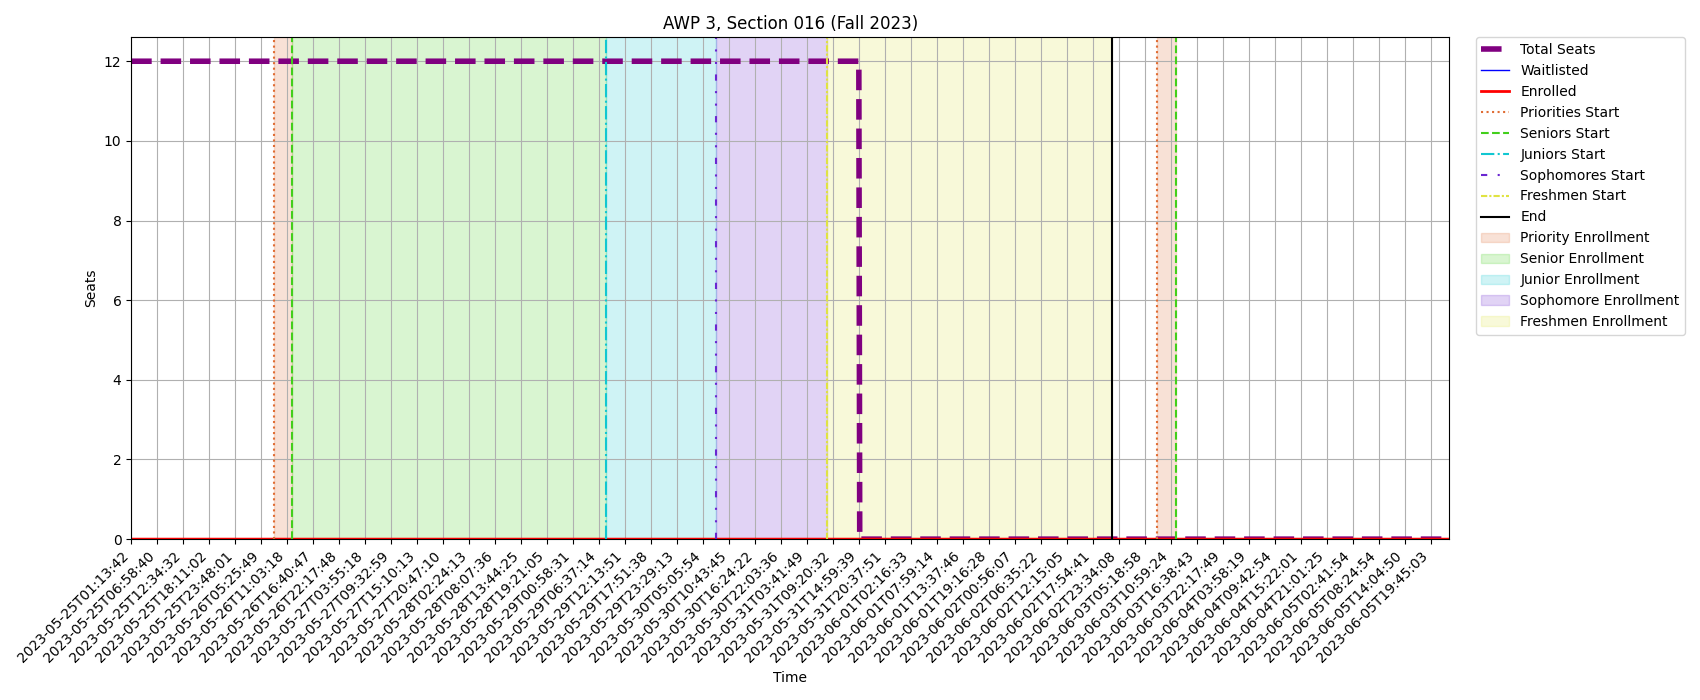 AWP 3, Section 016 (Fall 2023)
Seats
12
10
8
6
4
2
0
2023-05-25T01:13:42
2023-05-25T06:58:40
2023-05-25T12:34:32
2023-05-25T18:11:02
2023-05-25T23:48:01
2023-05-26T05:25:49
2023-05-26T11:03:18
2023-05-26T16:40:47
2023-05-26T22:17:48
2023-05-27T03:55:18
2023-05-27T09:32:59
2023-05-27T15:10:13
2023-05-27T20:47:10
2023-05-28T02:24:13
2023-05-28T08:07:36
2023-05-28T13:44:25
2023-05-28T19:21:05
2023-05-29T00:58:31
2023-05-29T06:37:14
2023-05-29T12:13:51
2023-05-29T17:51:38
2023-05-29T23:29:13
2023-05-30T05:05:54
2023-05-30T10:43:45
2023-05-30T16:24:22
2023-05-30T22:03:36
2023-05-31T03:41:49
2023-05-31T09:20:32
2023-05-31T14:59:39
2023-05-31T20:37:51
2023-06-01T02:16:33
2023-06-01T07:59:14
2023-06-01T13:37:46
2023-06-01T19:16:28
2023-06-02T00:56:07
2023-06-02T06:35:22
2023-06-02T12:15:05
2023-06-02T17:54:41
2023-06-02T23:34:08
2023-06-03T05:18:58
2023-06-03T10:59:24
2023-06-03T16:38:43
2023-06-03T22:17:49
2023-06-04T03:58:19
2023-06-04T09:42:54
2023-06-04T15:22:01
2023-06-04T21:01:25
2023-06-05T02:41:54
2023-06-05T08:24:54
2023-06-05T14:04:50
2023-06-05T19:45:03
Time
Total Seats
Waitlisted
Enrolled
Priorities Start
Seniors Start
Juniors Start
Sophomores Start
Freshmen Start
End
Priority Enrollment
Senior Enrollment
Junior Enrollment
Sophomore Enrollment
Freshmen Enrollment